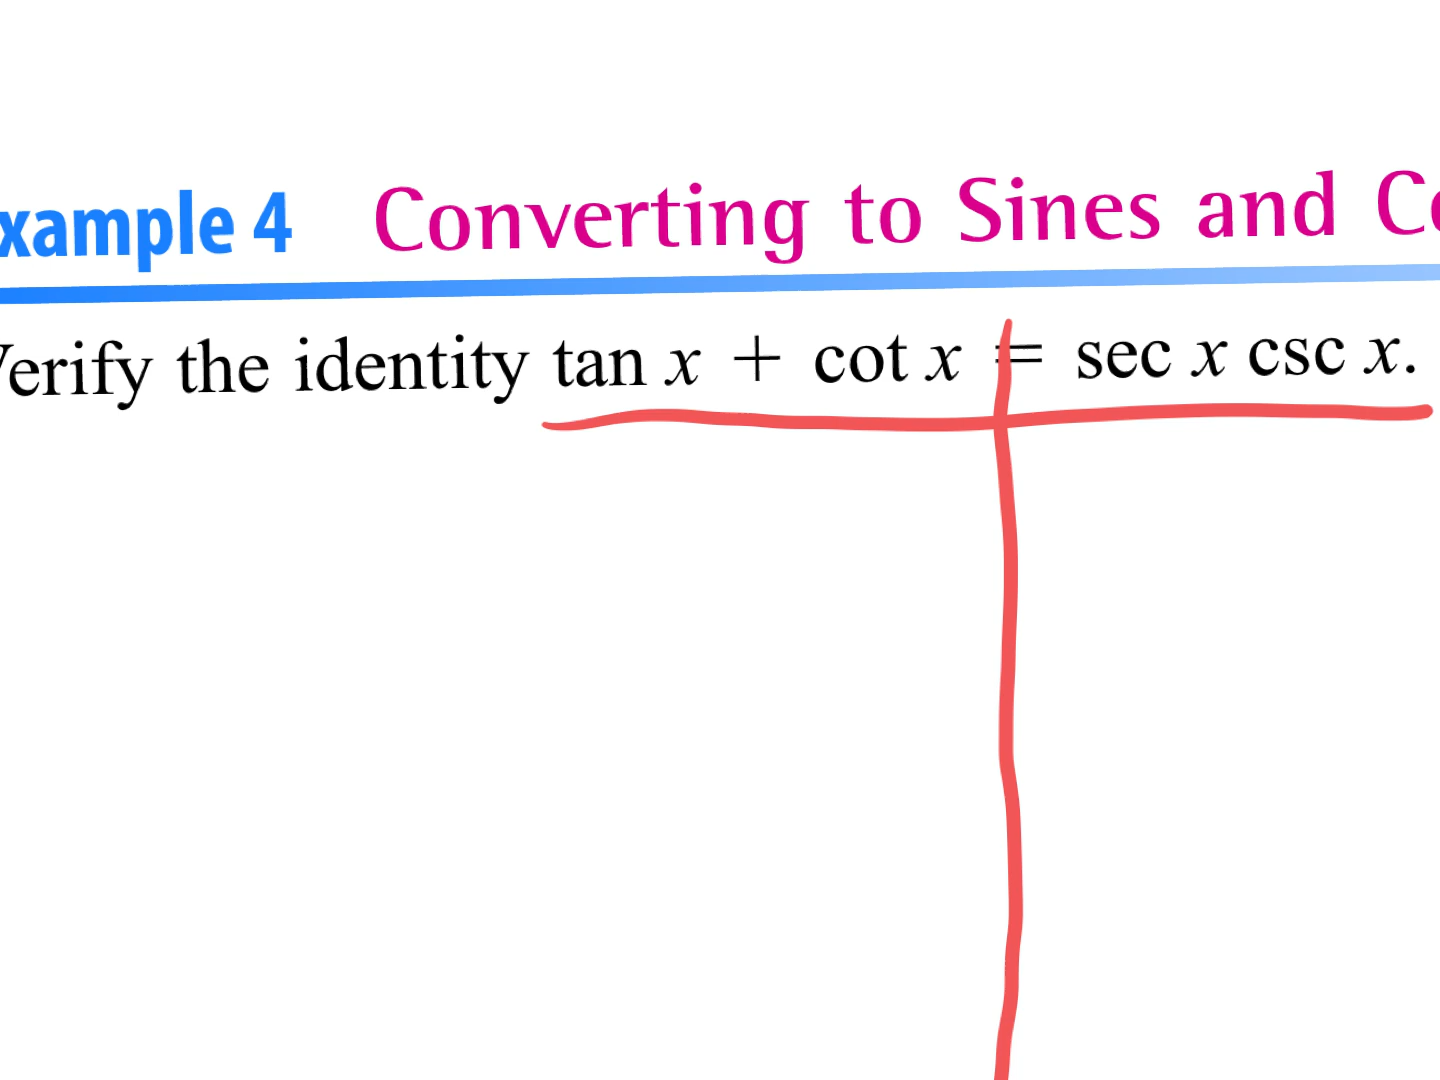 xample 4 Converting to Sines and Co
Verify the identity tan x + cot x = sec x csc x.